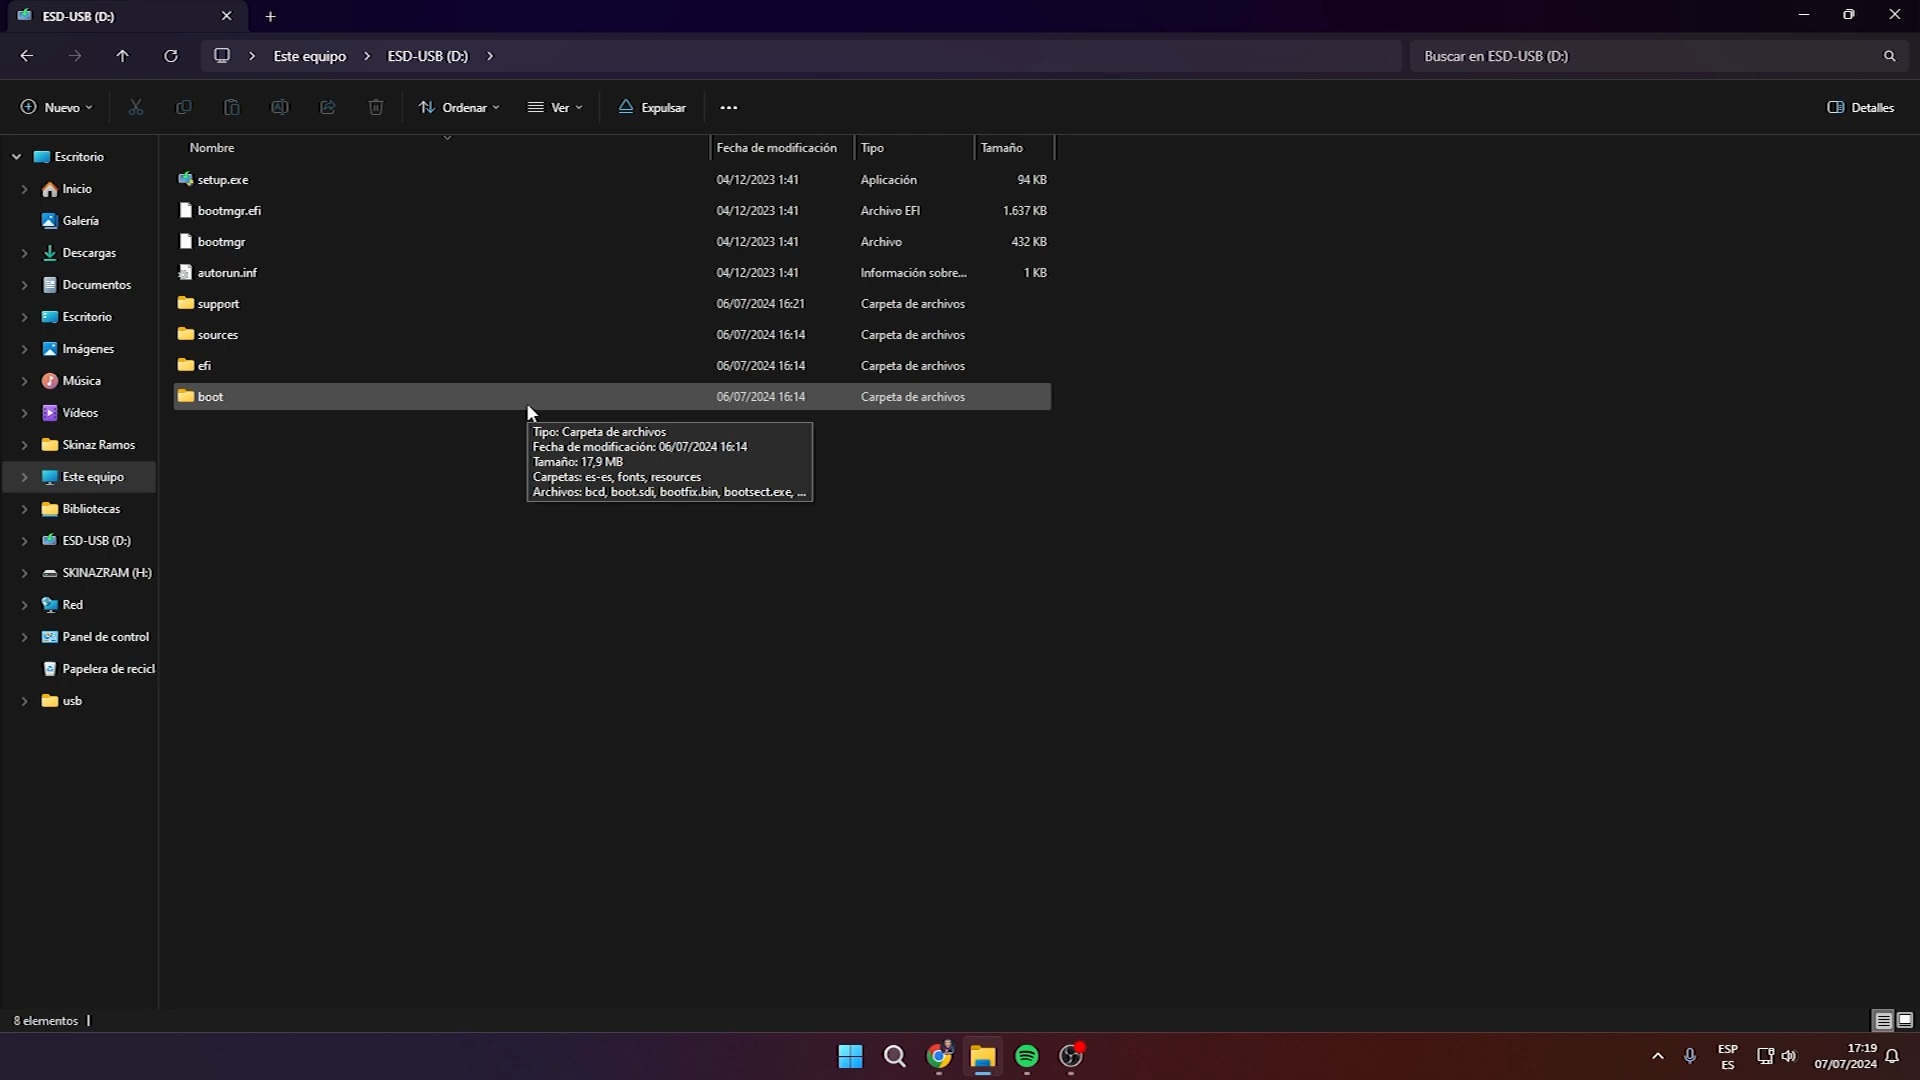 ESD-USB (D:)
Este equipo ESD-USB (D:) Buscar en ESD-USB (D:)
Nuevo Ordenar Ver Expulsar ... Detalles
Nombre Fecha de modificación Tipo Tamaño
setup.exe 04/12/2023 1:41 Aplicación 94 KB
bootmgr.efi 04/12/2023 1:41 Archivo EFI 1.637 KB
bootmgr 04/12/2023 1:41 Archivo 432 KB
autorun.inf 04/12/2023 1:41 Información sobre... 1 KB
support 06/07/2024 16:21 Carpeta de archivos
sources 06/07/2024 16:14 Carpeta de archivos
efi 06/07/2024 16:14 Carpeta de archivos
boot 06/07/2024 16:14 Carpeta de archivos
Tipo: Carpeta de archivos
Fecha de modificación: 06/07/2024 16:14
Tamaño: 17,9 MB
Carpetas: es-es, fonts, resources
Archivos: bcd, boot.sdi, bootfix.bin, bootsect.exe, ...
Escritorio
Inicio
Galería
Descargas
Documentos
Escritorio
Imágenes
Música
Vídeos
Skinaz Ramos
Este equipo
Bibliotecas
ESD-USB (D:)
SKINAZRAM (H:)
Red
Panel de control
Papelera de recicl
usb
8 elementos
ESP
ES
17:19
07/07/2024